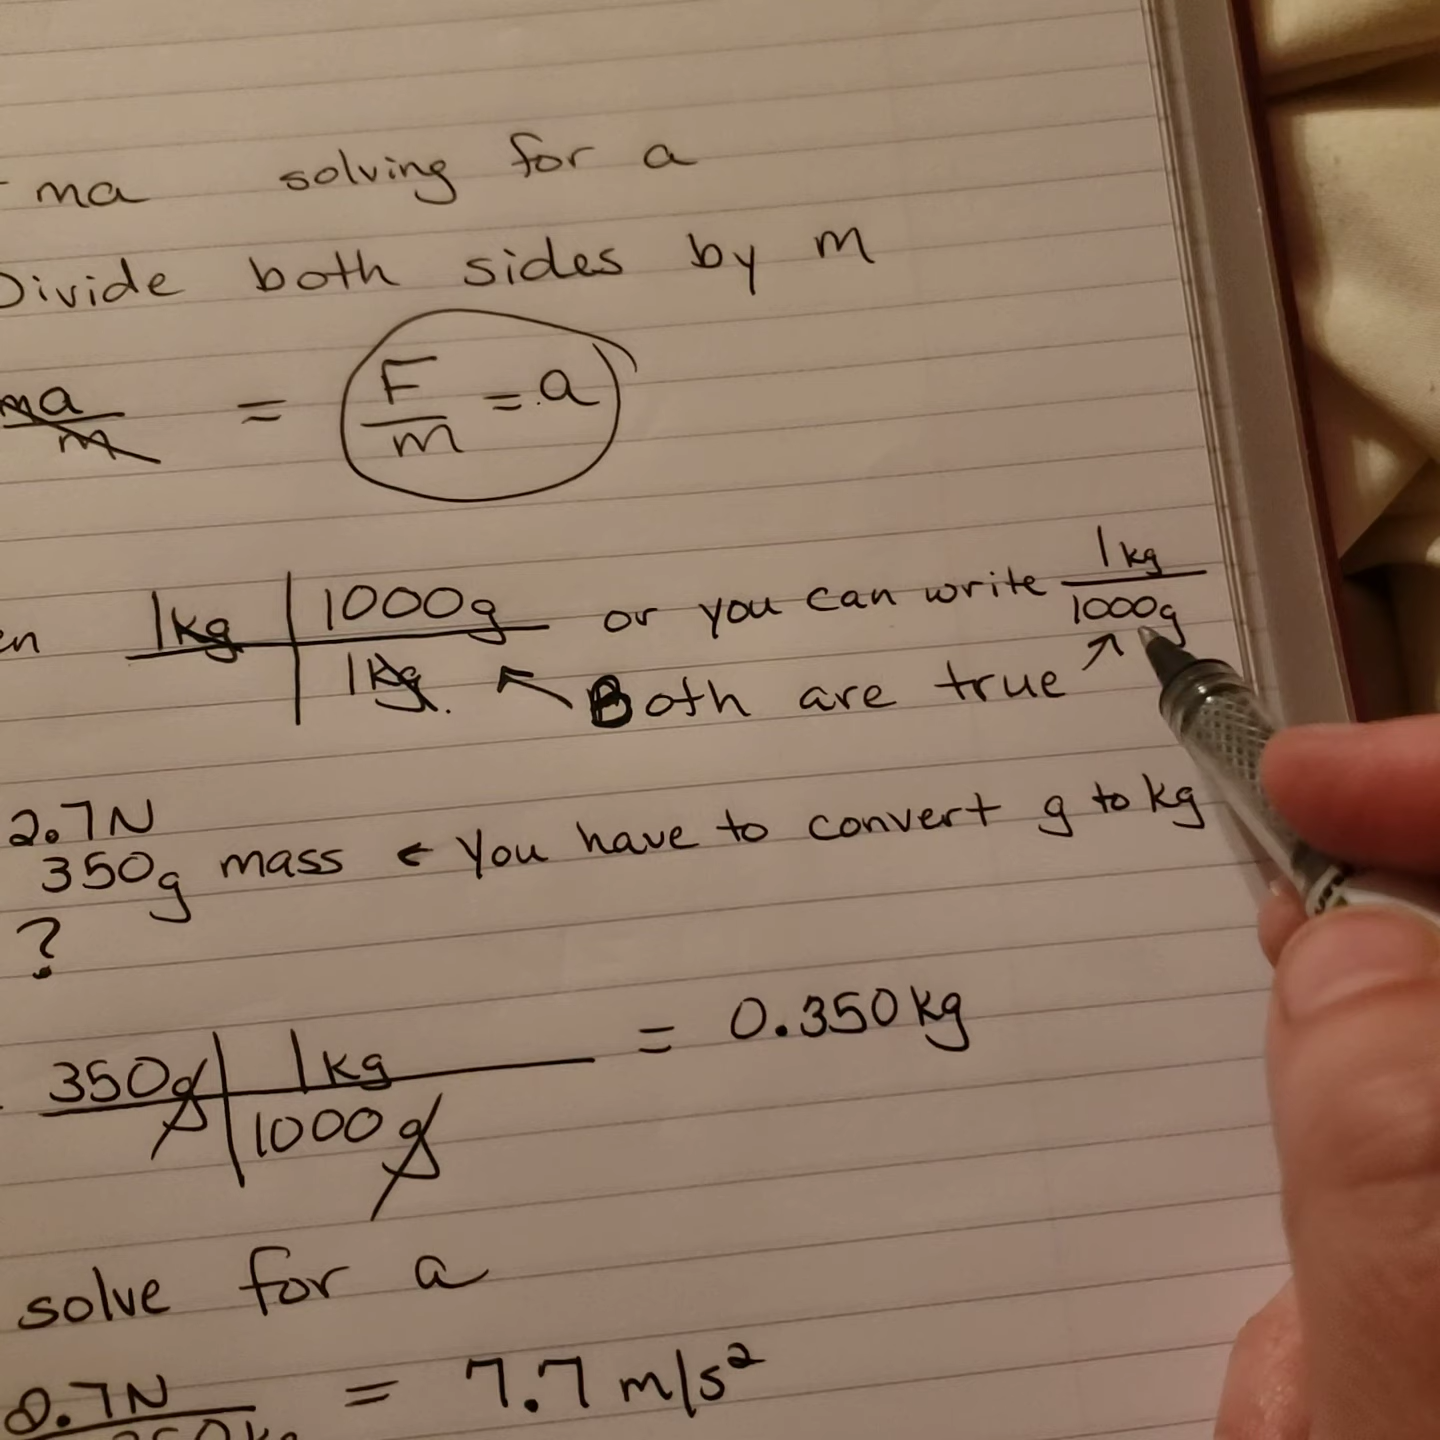 ma solving for a
Divide both sides by m
ma/m = F/m = a
1kg | 1000g or you can write 1kg/1000g
1kg. Both are true
2.7N
350g mass ← You have to convert g to kg
?
350g | 1kg = 0.350kg
1000g
solve for a
.7N = 7.7 m/s²